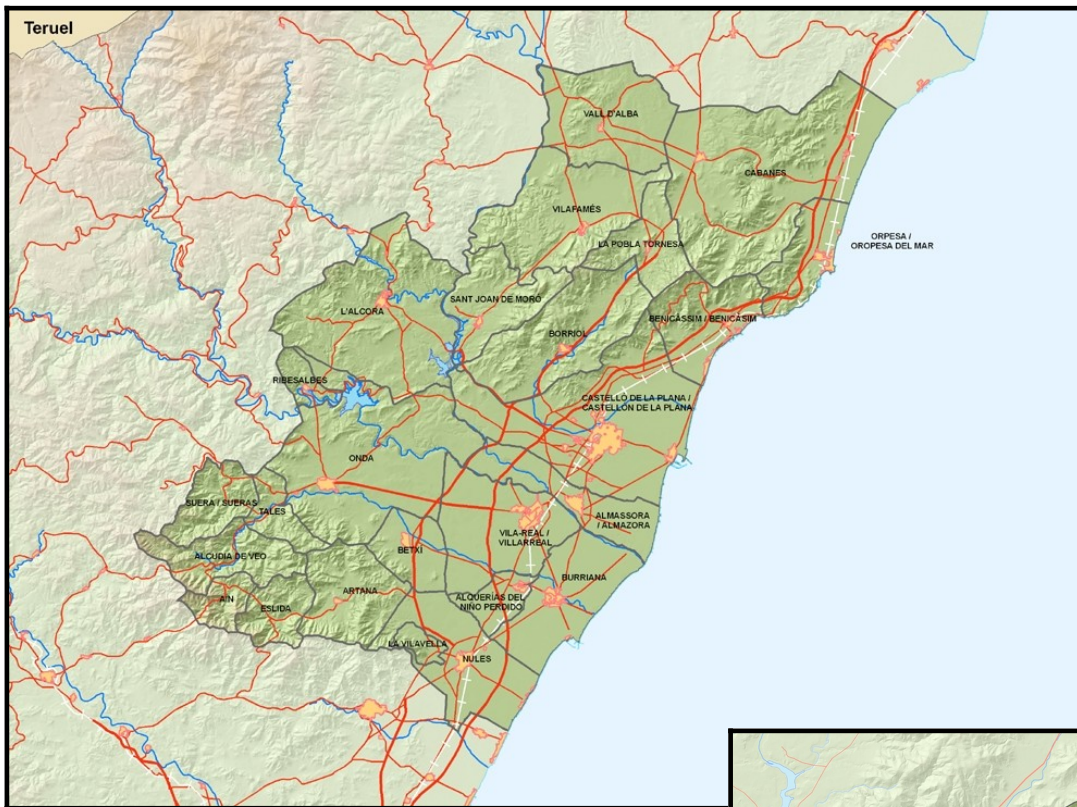 Teruel
VALL D'ALBA
CABANES
VILAFAMÉS
ORPESA /
OROPESA DEL MAR
LA POBLA TORNESA
SANT JOAN DE MORÓ
L'ALCORA
BENICÀSSIM / BENICÁSIM
BORRIOL
RIBESALBES
CASTELLÓ DE LA PLANA /
CASTELLÓN DE LA PLANA
ONDA
SUERA / SUERAS
TALES
ALMASSORA
/ ALMAZORA
VILA-REAL /
VILLARREAL
BETXÍ
ALCUDIA DE VEO
BURRIANA
ARTANA
ALQUERÍAS DEL
NIÑO PERDIDO
AÍN
ESLIDA
LA VILAVELLA
NULES